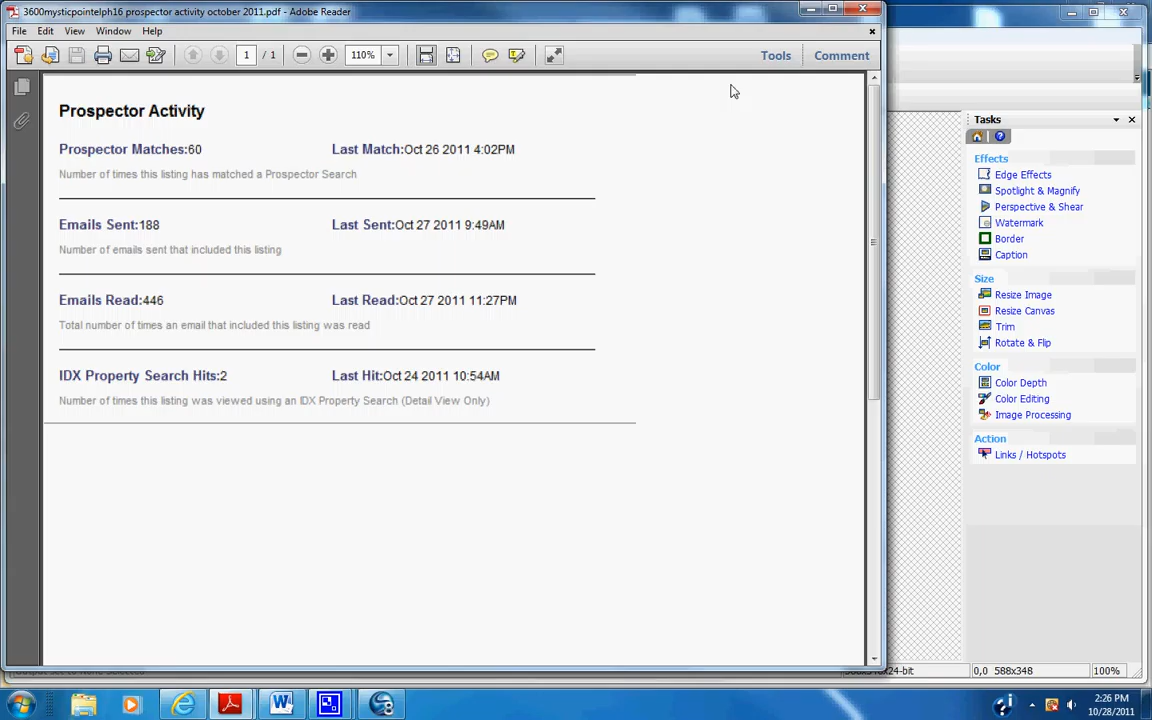 3600mysticpointelph16 prospector activity october 2011.pdf - Adobe Reader
File Edit View Window Help
1 / 1
110%
Tools
Comment
Prospector Activity
Prospector Matches:60 Last Match:Oct 26 2011 4:02PM
Number of times this listing has matched a Prospector Search
Emails Sent:188 Last Sent:Oct 27 2011 9:49AM
Number of emails sent that included this listing
Emails Read:446 Last Read:Oct 27 2011 11:27PM
Total number of times an email that included this listing was read
IDX Property Search Hits:2 Last Hit:Oct 24 2011 10:54AM
Number of times this listing was viewed using an IDX Property Search (Detail View Only)
Tasks
Effects
Edge Effects
Spotlight & Magnify
Perspective & Shear
Watermark
Border
Caption
Size
Resize Image
Resize Canvas
Trim
Rotate & Flip
Color
Color Depth
Color Editing
Image Processing
Action
Links / Hotspots
0,0 588x348 100%
2:26 PM
10/28/2011